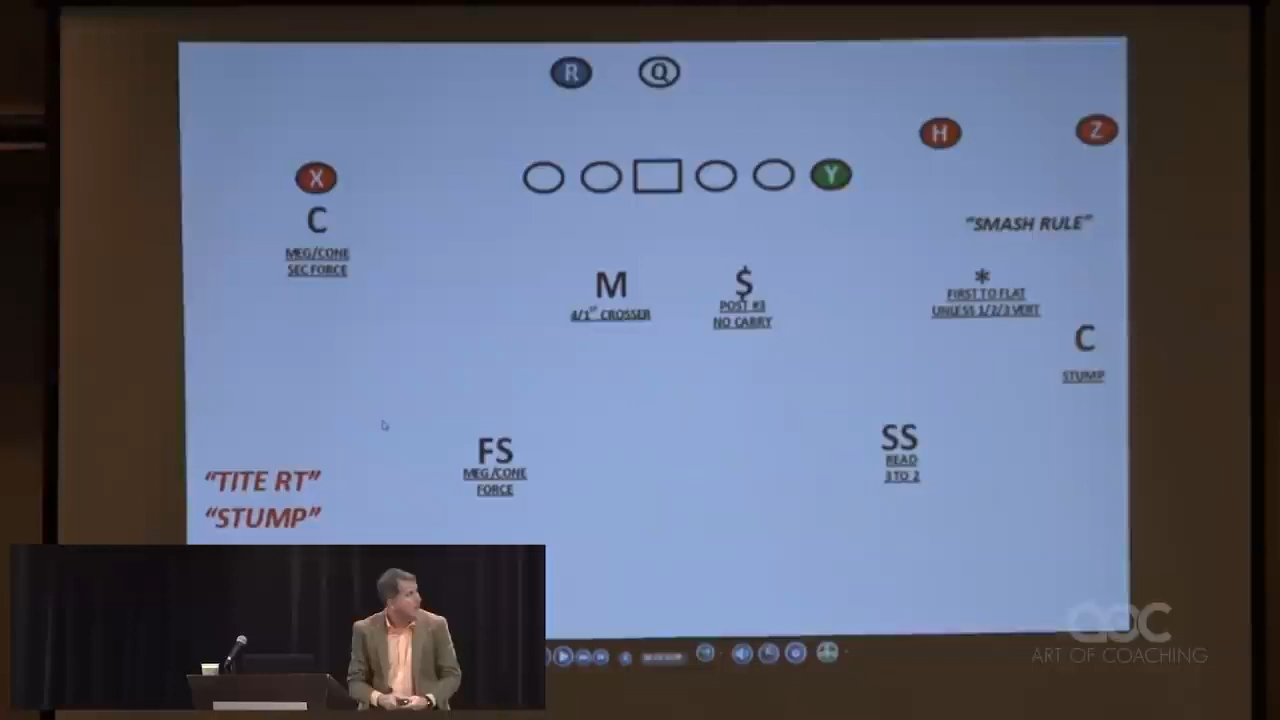 R
Q
H
Z
X
Y
C
MEG/CONE
SEC FORCE
"SMASH RULE"
M
4/1ST CROSSER
$
POST #3
NO CARRY
*
FIRST TO FLAT
UNLESS 1/2/3 VERT
C
STUMP
FS
MEG/CONE
FORCE
SS
READ
3 TO 2
"TITE RT"
"STUMP"
aoc
ART OF COACHING